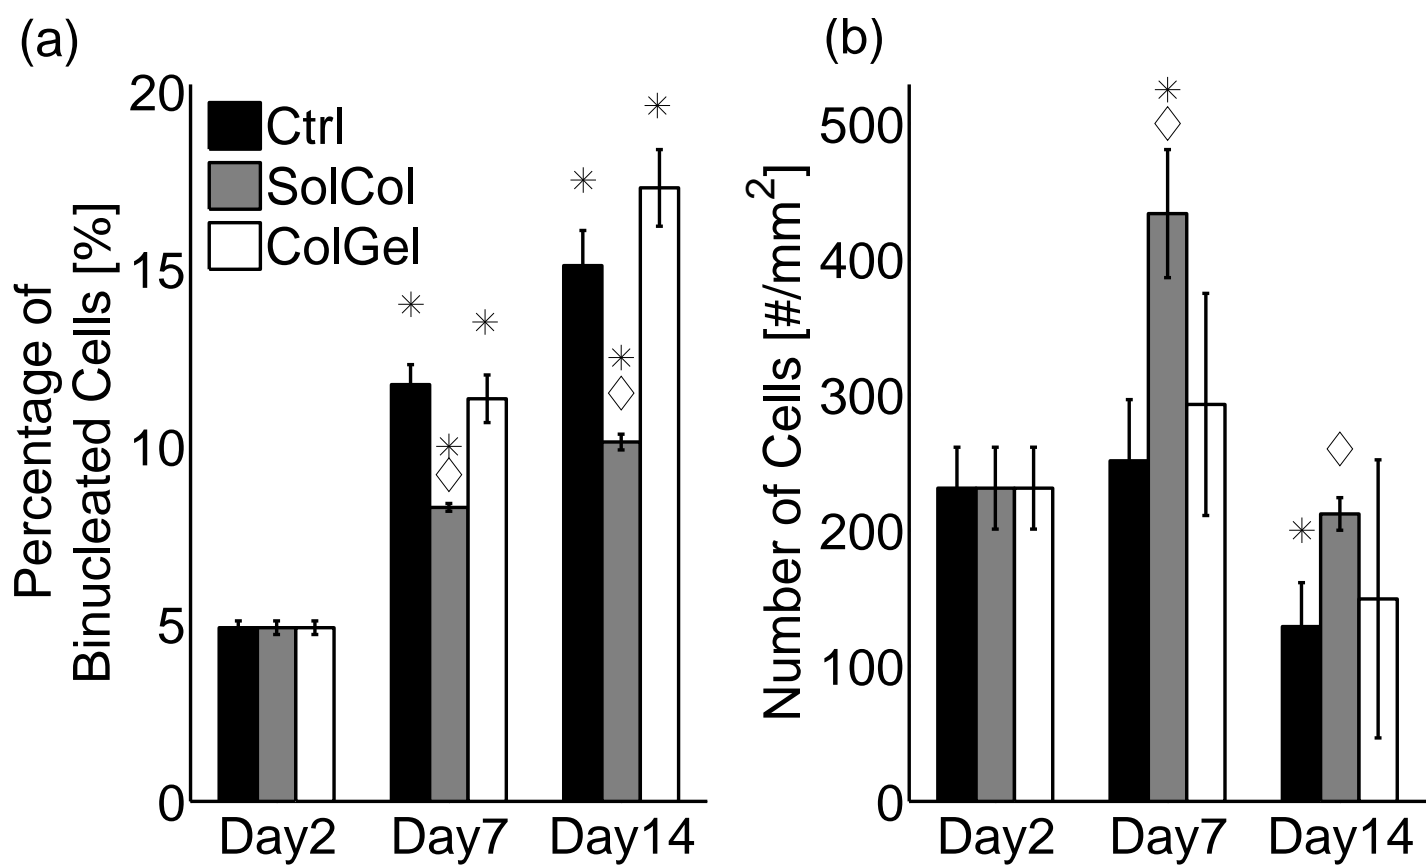 (a)
Percentage of
Binucleated Cells [%]
20
15
10
5
0
Ctrl
SolCol
ColGel
Day2 Day7 Day14
(b)
Number of Cells [#/mm²]
500
400
300
200
100
0
Day2 Day7 Day14